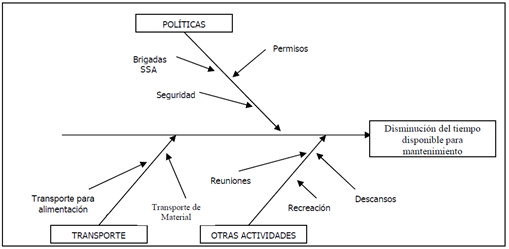 POLÍTICAS
Permisos
Brigadas
SSA
Seguridad
Disminución del tiempo
disponible para
mantenimiento
Reuniones
Transporte para
alimentación
Transporte de
Material
Descansos
Recreación
TRANSPORTE
OTRAS ACTIVIDADES